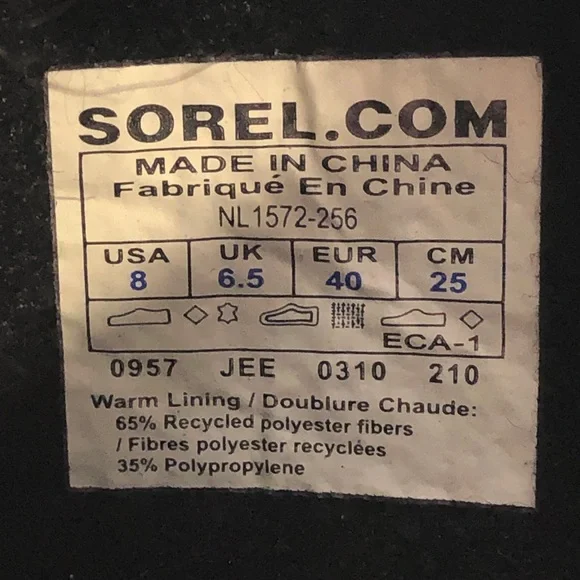 SOREL.COM
MADE IN CHINA
Fabriqué En Chine
NL1572-256
USA UK EUR CM
8 6.5 40 25
ECA-1
0957 JEE 0310 210
Warm Lining / Doublure Chaude:
65% Recycled polyester fibers
/ Fibres polyester recyclées
35% Polypropylene